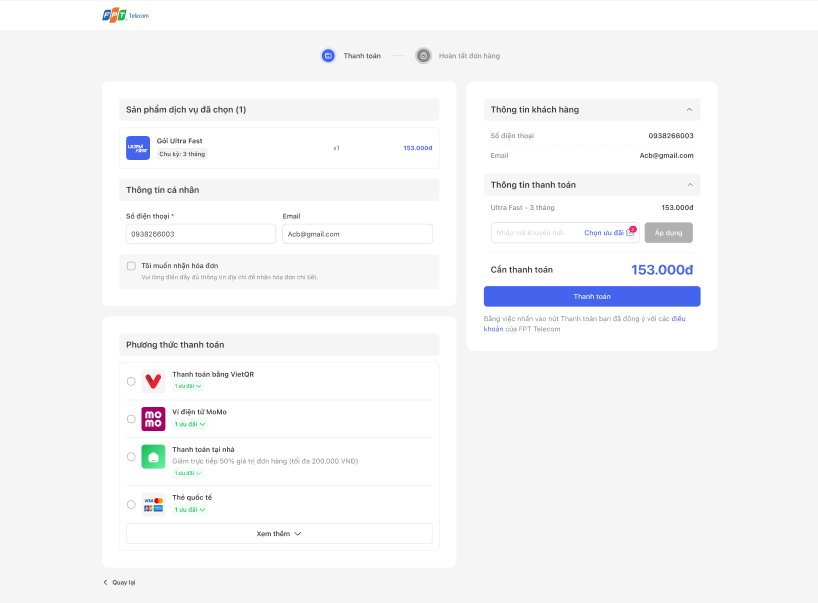 FPT Telecom
Thanh toán
Hoàn tất đơn hàng
Sản phẩm dịch vụ đã chọn (1)
ULTRA FAST
Gói Ultra Fast
Chu kỳ: 3 tháng
x1
153.000đ
Thông tin cá nhân
Số điện thoại *
Email
0938266003
Acb@gmail.com
Tôi muốn nhận hóa đơn
Vui lòng điền đầy đủ thông tin địa chỉ để nhận hóa đơn chi tiết.
Phương thức thanh toán
Thanh toán bằng VietQR
1 ưu đãi
mo mo
Ví điện tử MoMo
1 ưu đãi
Thanh toán tại nhà
Giảm trực tiếp 50% giá trị đơn hàng (tối đa 200.000 VNĐ)
1 ưu đãi
VISA
JCB
Thẻ quốc tế
1 ưu đãi
Xem thêm
Quay lại
Thông tin khách hàng
Số điện thoại
0938266003
Email
Acb@gmail.com
Thông tin thanh toán
Ultra Fast - 3 tháng
153.000đ
Nhập mã khuyến mãi
Chọn ưu đãi
Áp dụng
Cần thanh toán
153.000đ
Thanh toán
Bằng việc nhấn vào nút Thanh toán bạn đã đồng ý với các điều
khoản của FPT Telecom